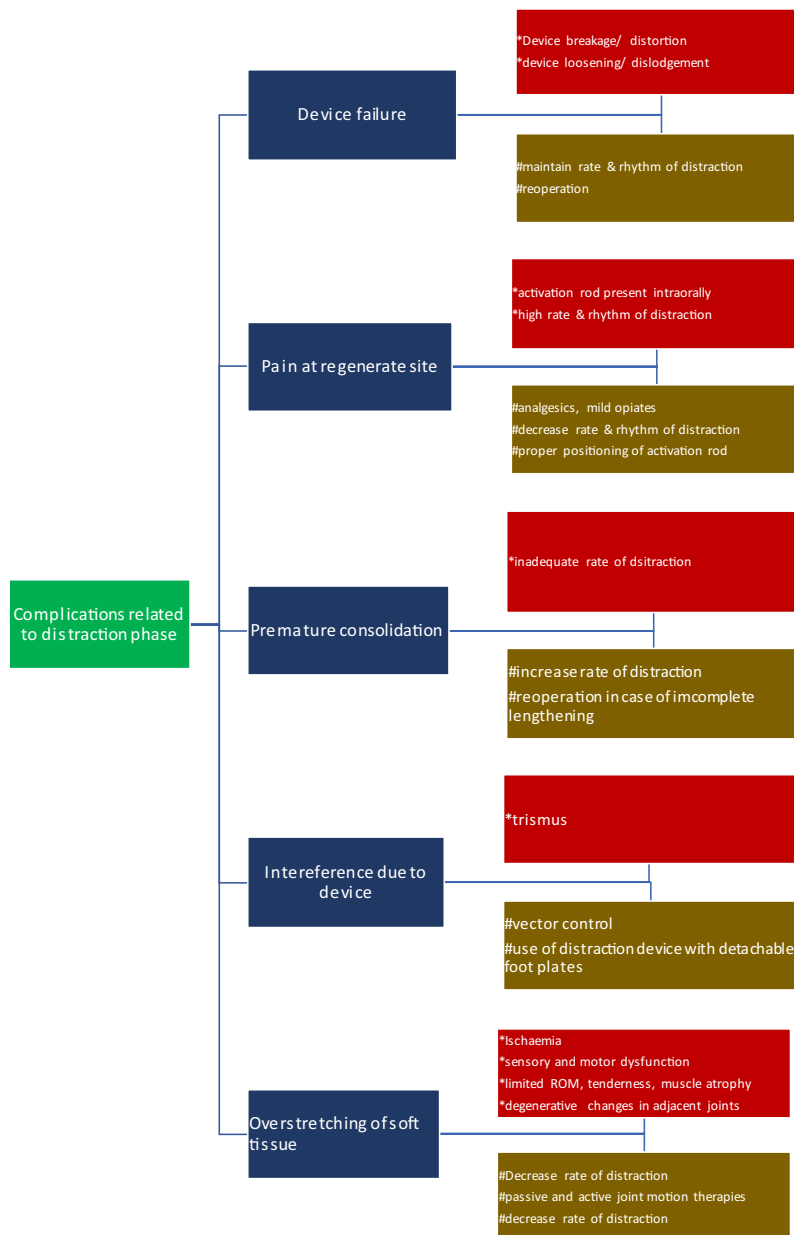 *Device breakage/ distortion
*device loosening/ dislodgement
Device failure
#maintain rate & rhythm of distraction
#reoperation
*activation rod present intraorally
*high rate & rhythm of distraction
Pain at regenerate site
#analgesics, mild opiates
#decrease rate & rhythm of distraction
#proper positioning of activation rod
*inadequate rate of dsitraction
Complications related
to distraction phase
Premature consolidation
#increase rate of distraction
#reoperation in case of imcomplete
lengthening
*trismus
Intereference due to
device
#vector control
#use of distraction device with detachable
foot plates
*Ischaemia
*sensory and motor dysfunction
*limited ROM, tenderness, muscle atrophy
*degenerative changes in adjacent joints
Overstretching of soft
tissue
#Decrease rate of distraction
#passive and active joint motion therapies
#decrease rate of distraction